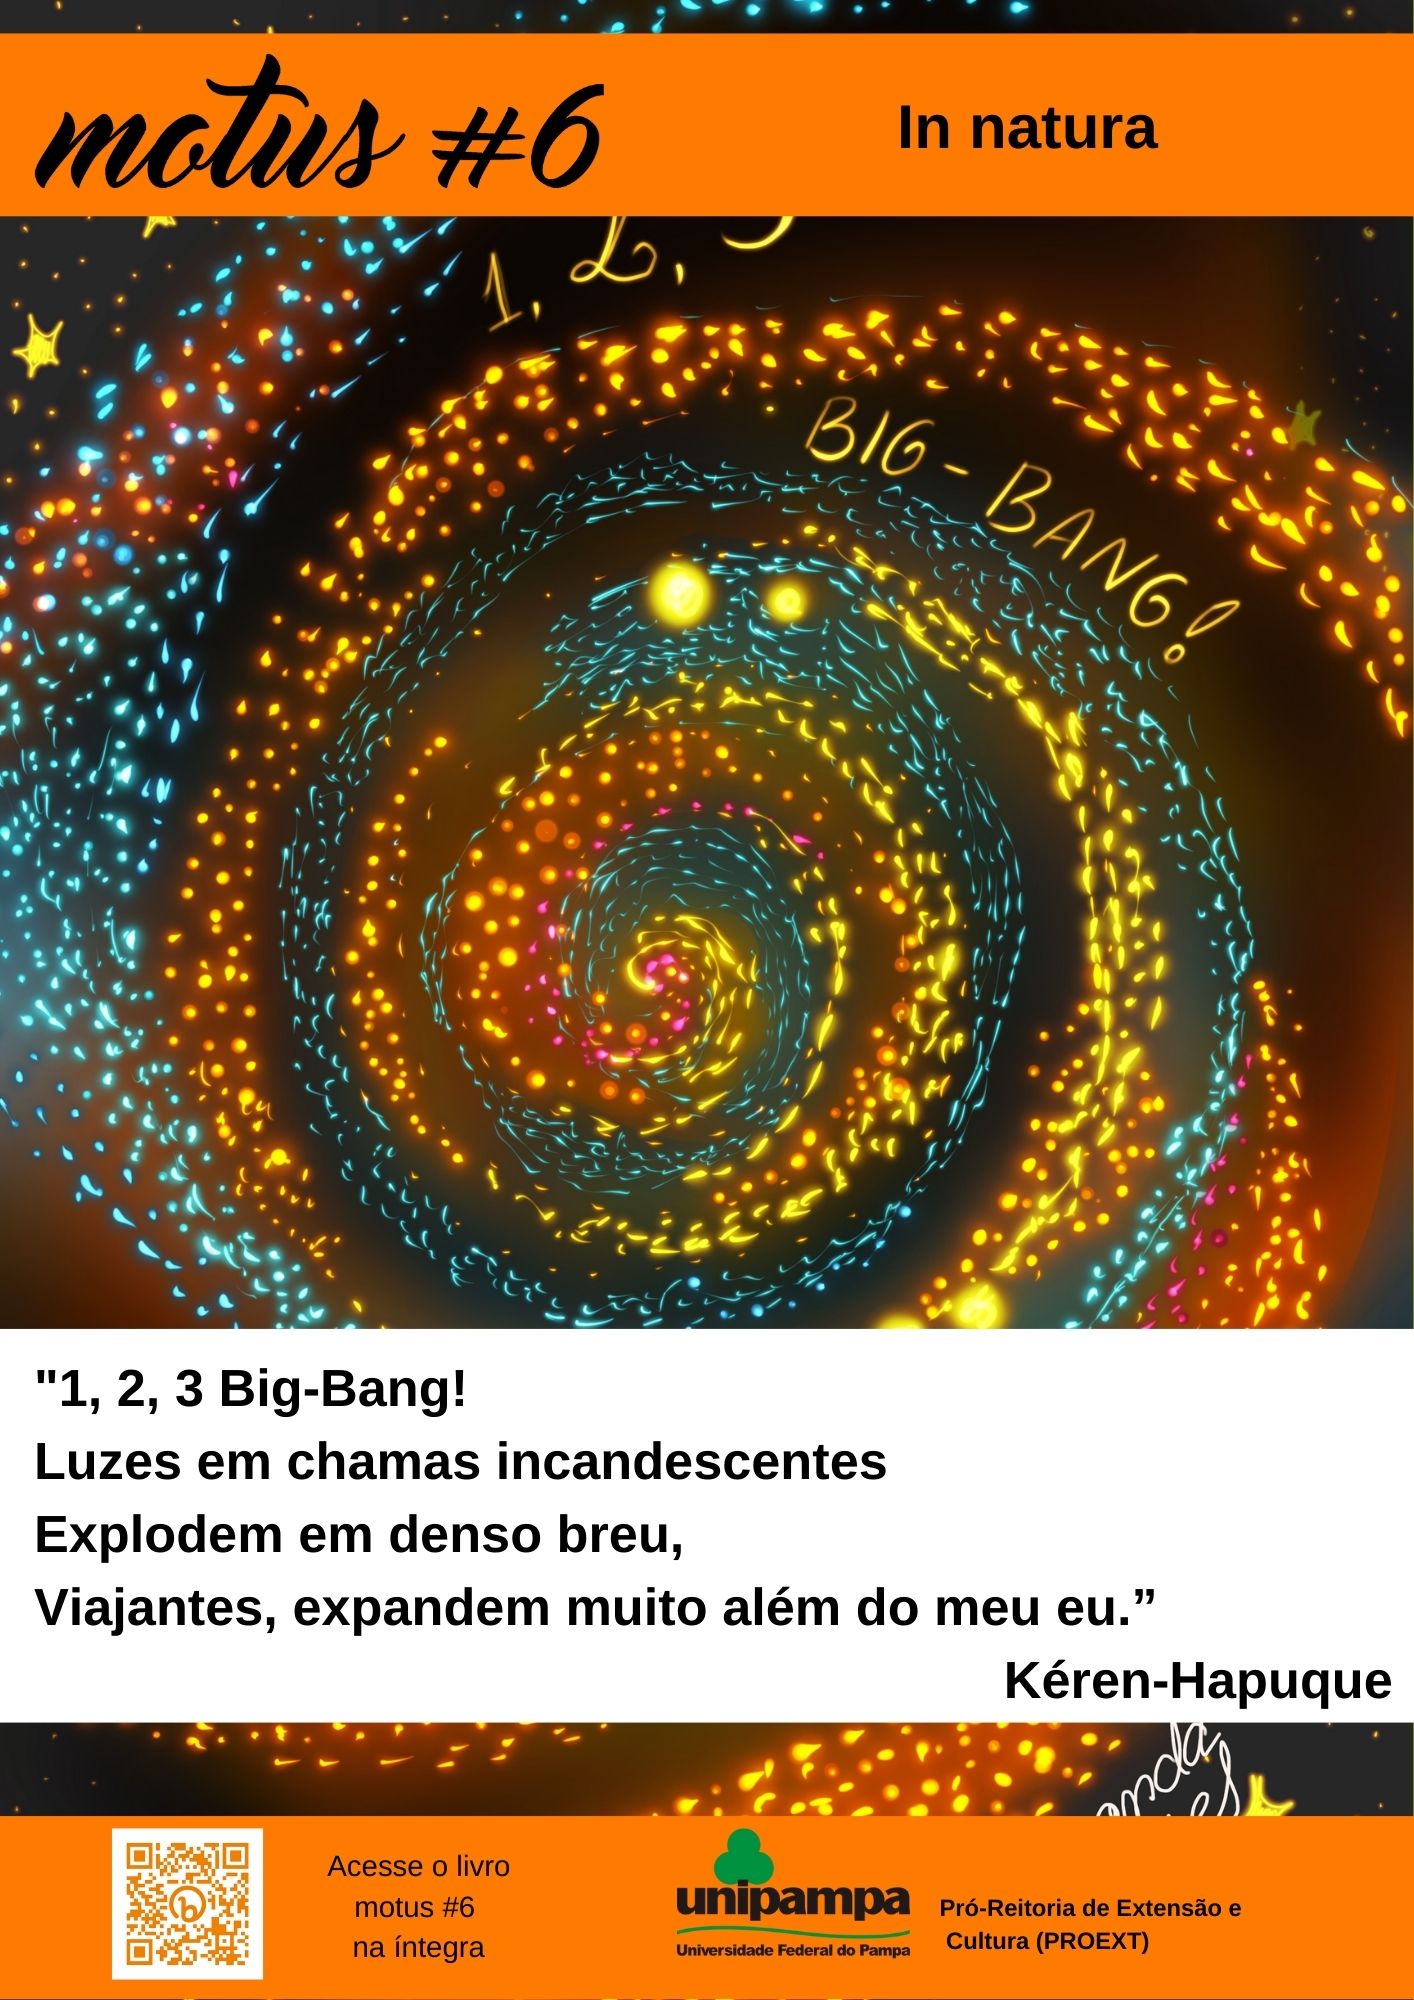 motus #6
In natura
1, 2, 3
BIG-BANG!
"1, 2, 3 Big-Bang!
Luzes em chamas incandescentes
Explodem em denso breu,
Viajantes, expandem muito além do meu eu.”
Kéren-Hapuque
Acesse o livro
motus #6
na íntegra
unipampa
Universidade Federal do Pampa
Pró-Reitoria de Extensão e
Cultura (PROEXT)